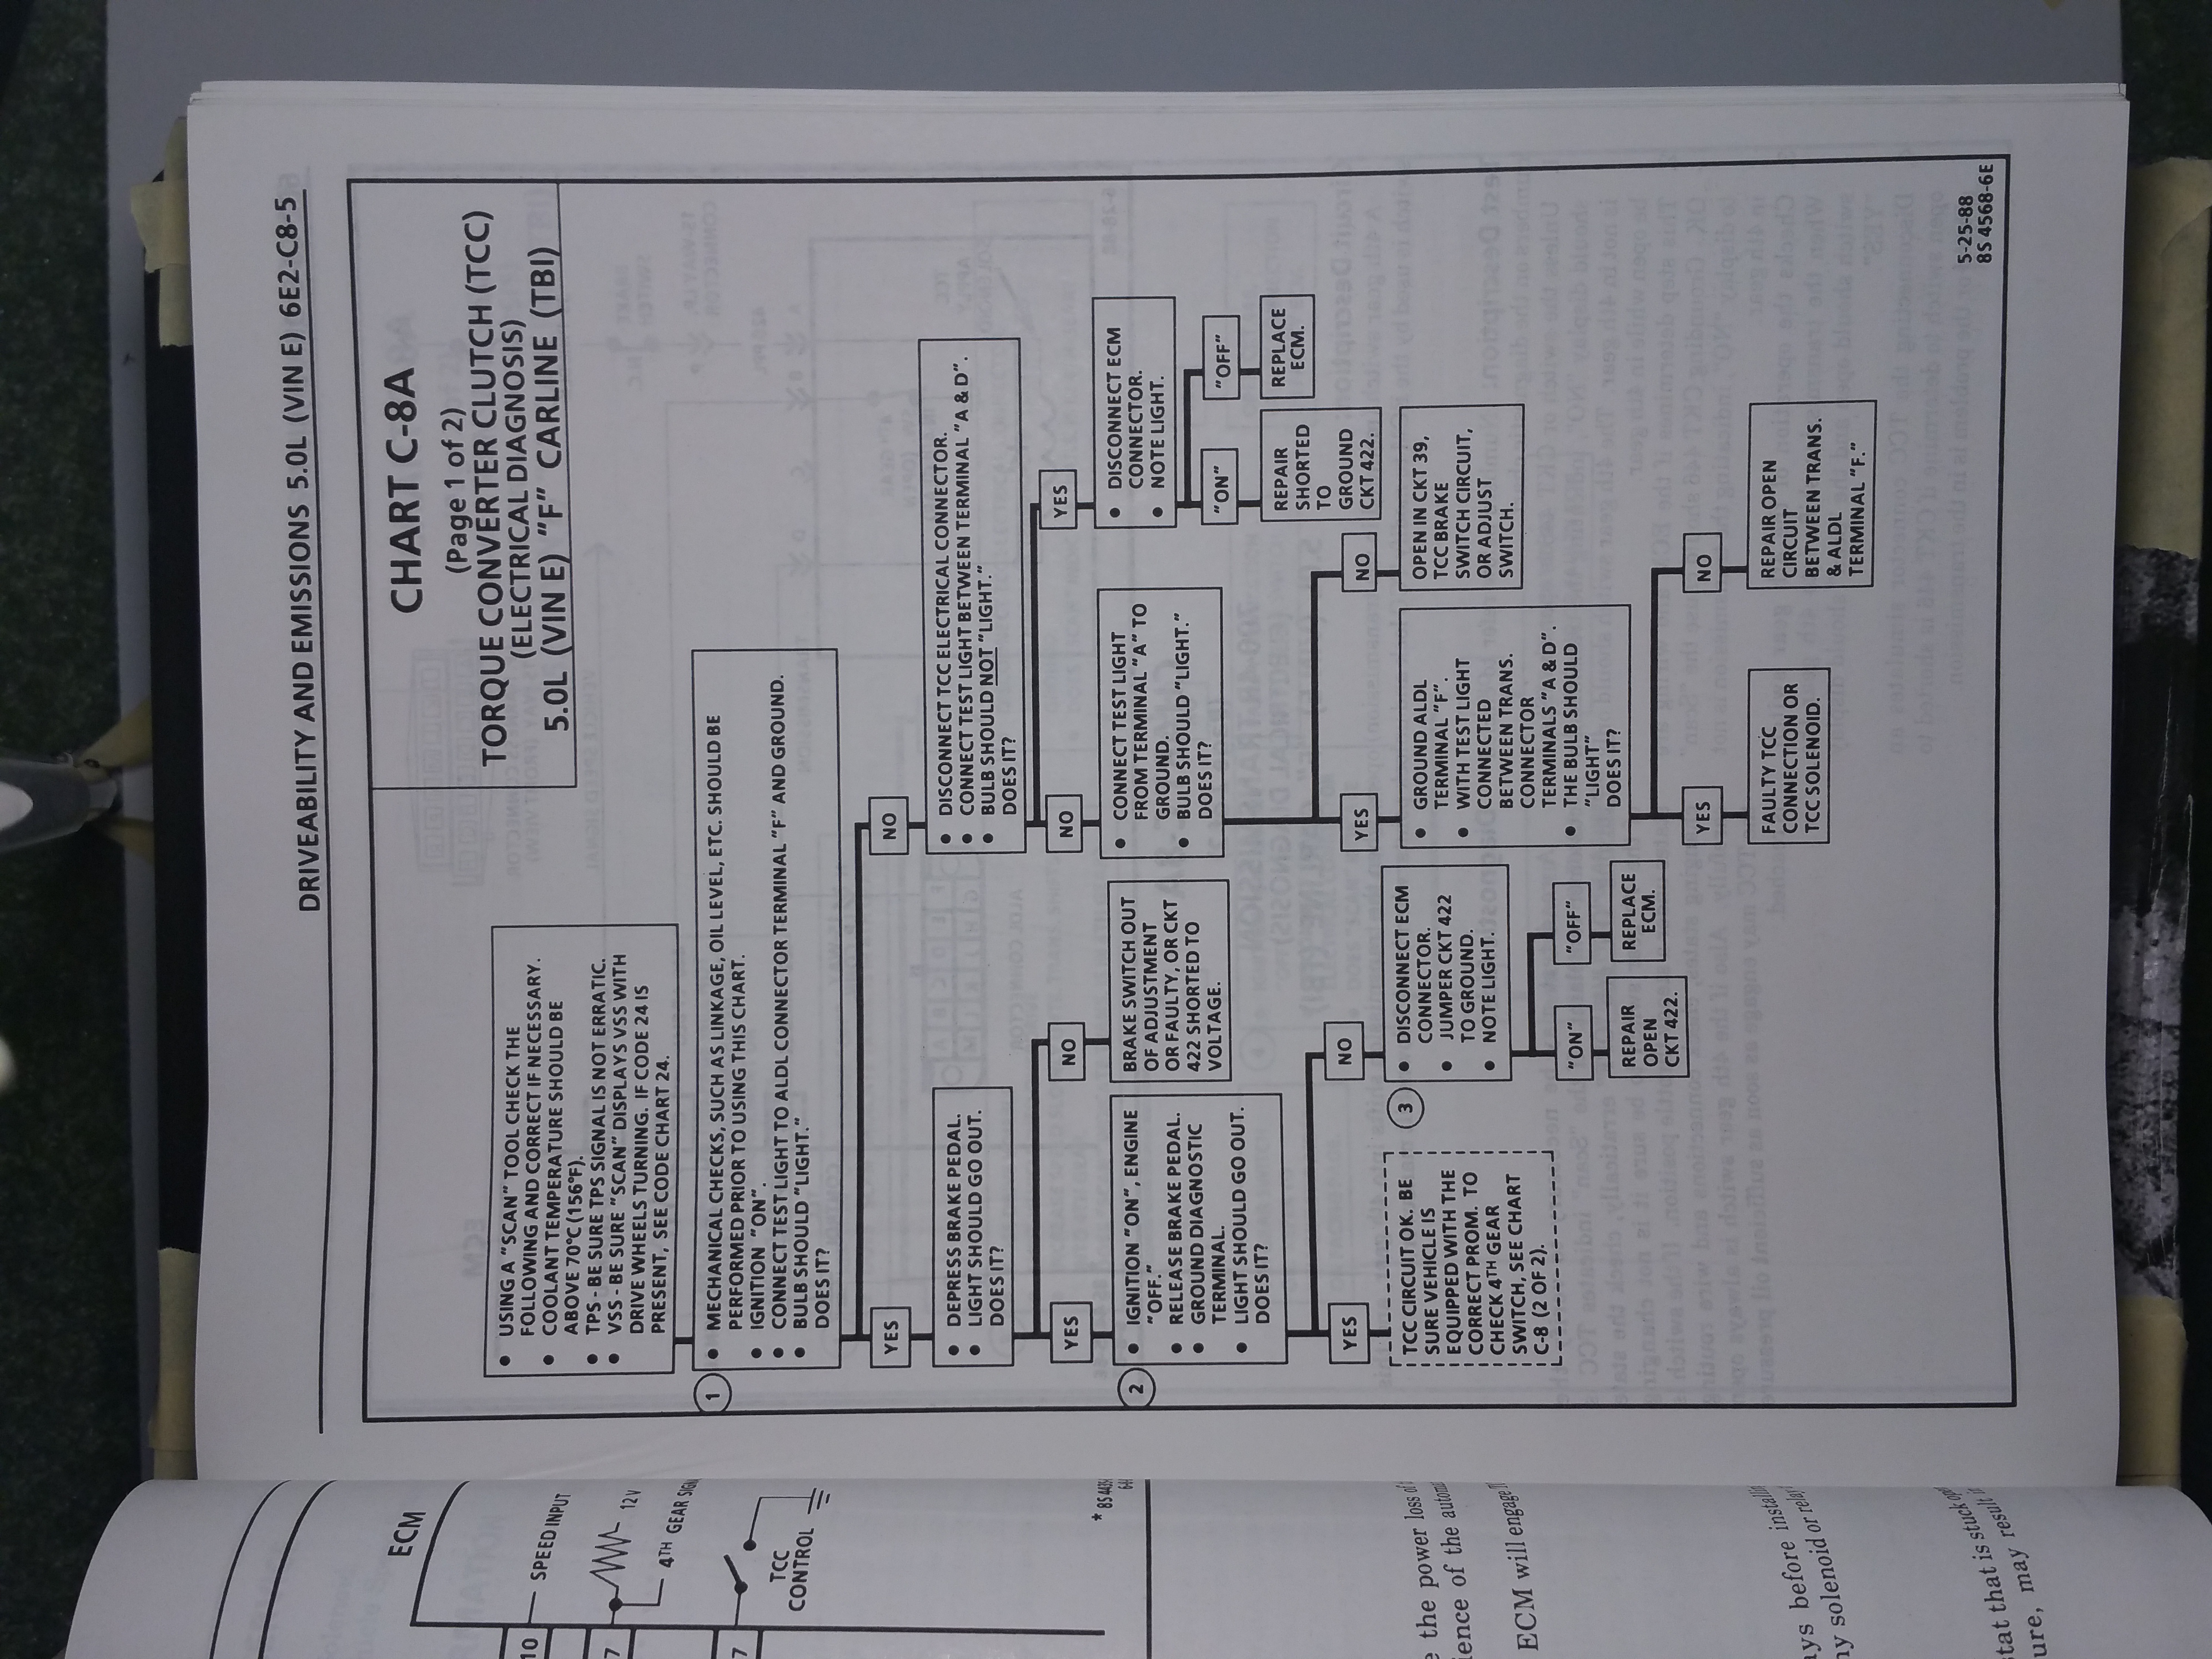 DRIVEABILITY AND EMISSIONS 5.0L (VIN E) 6E2-C8-5
CHART C-8A
(Page 1 of 2)
TORQUE CONVERTER CLUTCH (TCC)
(ELECTRICAL DIAGNOSIS)
5.0L (VIN E) "F" CARLINE (TBI)
• USING A "SCAN" TOOL CHECK THE
FOLLOWING AND CORRECT IF NECESSARY.
• COOLANT TEMPERATURE SHOULD BE
ABOVE 70°C (156°F).
• TPS - BE SURE TPS SIGNAL IS NOT ERRATIC.
• VSS - BE SURE "SCAN" DISPLAYS VSS WITH
DRIVE WHEELS TURNING. IF CODE 24 IS
PRESENT, SEE CODE CHART 24.
1
• MECHANICAL CHECKS, SUCH AS LINKAGE, OIL LEVEL, ETC. SHOULD BE
PERFORMED PRIOR TO USING THIS CHART.
• IGNITION "ON".
• CONNECT TEST LIGHT TO ALDL CONNECTOR TERMINAL "F" AND GROUND.
• BULB SHOULD "LIGHT."
DOES IT?
YES
NO
• DEPRESS BRAKE PEDAL.
• LIGHT SHOULD GO OUT.
DOES IT?
• DISCONNECT TCC ELECTRICAL CONNECTOR.
• CONNECT TEST LIGHT BETWEEN TERMINAL "A & D".
• BULB SHOULD NOT "LIGHT."
DOES IT?
YES
NO
NO
YES
2
• IGNITION "ON", ENGINE
"OFF."
• RELEASE BRAKE PEDAL.
• GROUND DIAGNOSTIC
TERMINAL.
• LIGHT SHOULD GO OUT.
DOES IT?
BRAKE SWITCH OUT
OF ADJUSTMENT
OR FAULTY, OR CKT
422 SHORTED TO
VOLTAGE.
• CONNECT TEST LIGHT
FROM TERMINAL "A" TO
GROUND.
• BULB SHOULD "LIGHT."
DOES IT?
• DISCONNECT ECM
CONNECTOR.
• NOTE LIGHT.
"ON"
"OFF"
REPAIR
SHORTED
TO
GROUND
CKT 422.
REPLACE
ECM.
YES
NO
YES
NO
TCC CIRCUIT OK. BE
SURE VEHICLE IS
EQUIPPED WITH THE
CORRECT PROM. TO
CHECK 4TH GEAR
SWITCH, SEE CHART
C-8 (2 OF 2).
3
• DISCONNECT ECM
CONNECTOR.
• JUMPER CKT 422
TO GROUND.
• NOTE LIGHT.
• GROUND ALDL
TERMINAL "F".
• WITH TEST LIGHT
CONNECTED
BETWEEN TRANS.
CONNECTOR
TERMINALS "A & D".
• THE BULB SHOULD
"LIGHT"
DOES IT?
OPEN IN CKT 39,
TCC BRAKE
SWITCH CIRCUIT,
OR ADJUST
SWITCH.
"ON"
"OFF"
REPAIR
OPEN
CKT 422.
REPLACE
ECM.
YES
NO
FAULTY TCC
CONNECTION OR
TCC SOLENOID.
REPAIR OPEN
CIRCUIT
BETWEEN TRANS.
& ALDL
TERMINAL "F."
5-25-88
8S 4568-6E
ECM
SPEED INPUT
12V
4TH GEAR
TCC
CONTROL
10
7
7
the power loss
of the
ECM will engage
before
solenoid or
that is stuck
may result